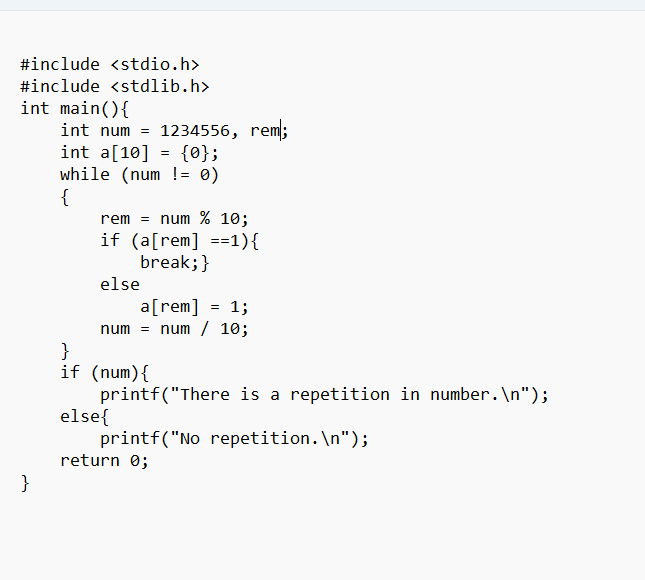 #include <stdio.h>
#include <stdlib.h>
int main(){
    int num = 1234556, rem;
    int a[10] = {0};
    while (num != 0)
    {
        rem = num % 10;
        if (a[rem] ==1){
            break;}
        else
            a[rem] = 1;
        num = num / 10;
    }
    if (num){
        printf("There is a repetition in number.\n");
    else{
        printf("No repetition.\n");
    return 0;
}